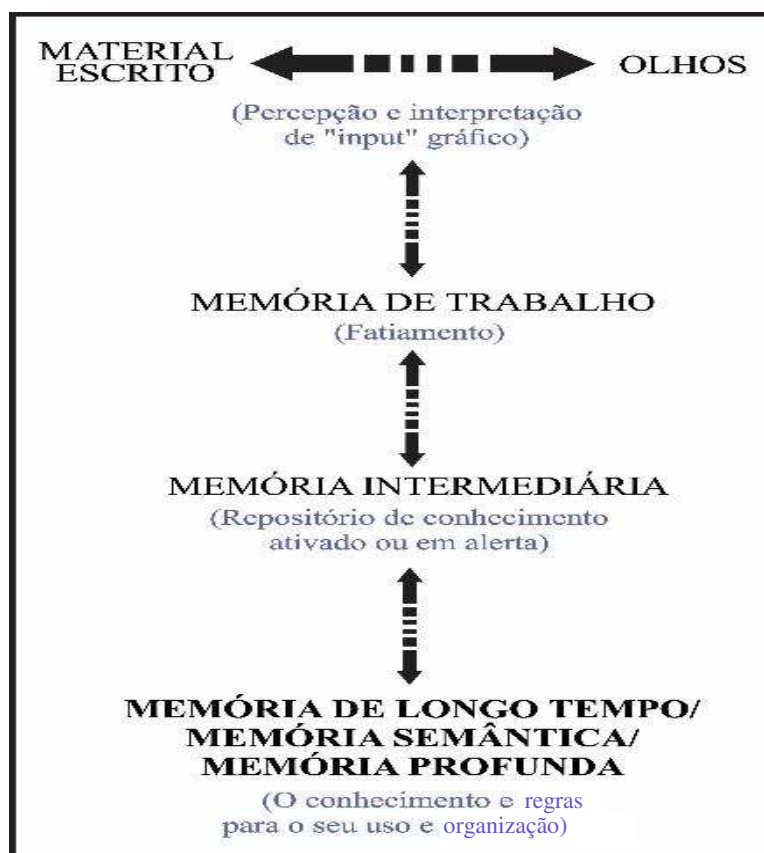 MATERIAL ESCRITO
OLHOS
(Percepção e interpretação
de "input" gráfico)
MEMÓRIA DE TRABALHO
(Fatiamento)
MEMÓRIA INTERMEDIÁRIA
(Repositório de conhecimento
ativado ou em alerta)
MEMÓRIA DE LONGO TEMPO/
MEMÓRIA SEMÂNTICA/
MEMÓRIA PROFUNDA
(O conhecimento e regras
para o seu uso e organização)